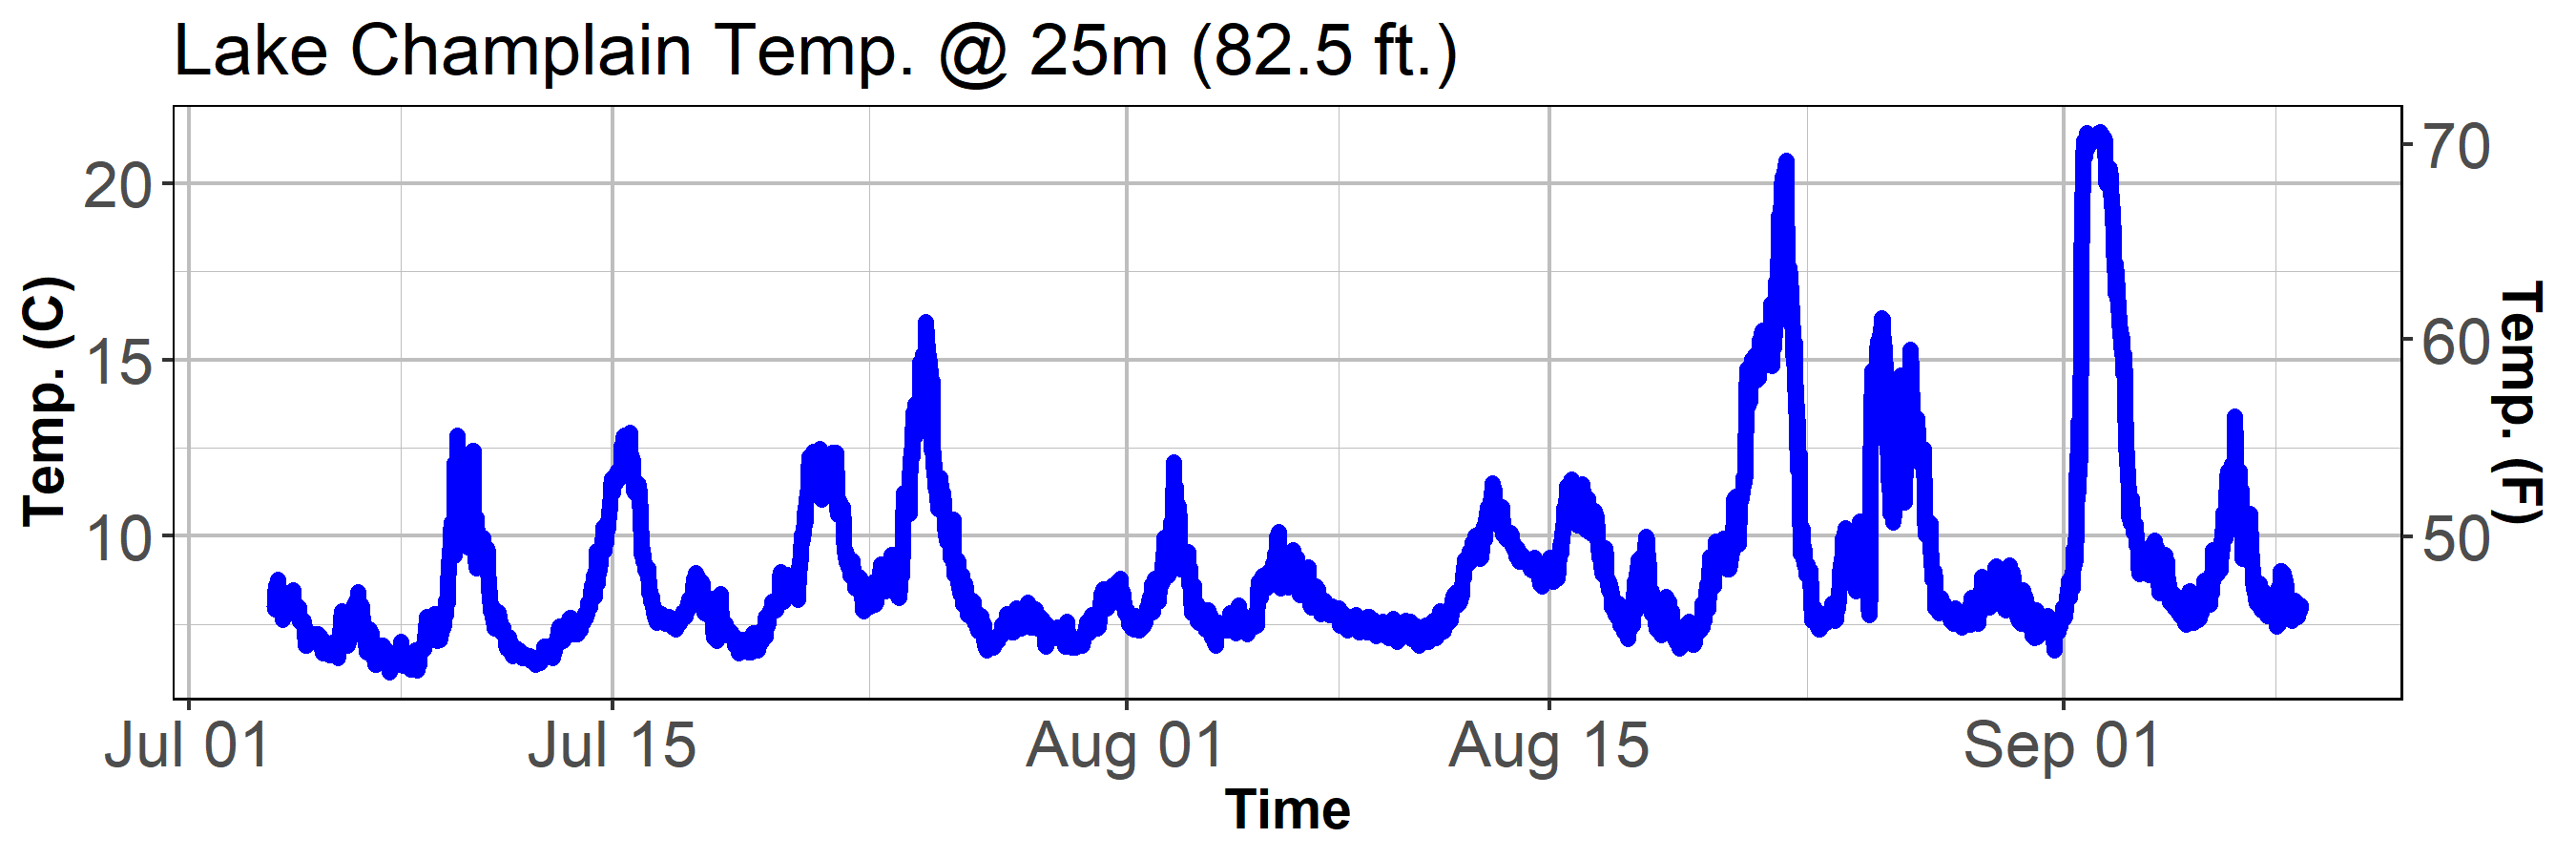 Lake Champlain Temp. @ 25m (82.5 ft.)
Temp. (C)
20
15
10
70
60
50
Temp. (F)
Jul 01 Jul 15 Aug 01 Aug 15 Sep 01
Time